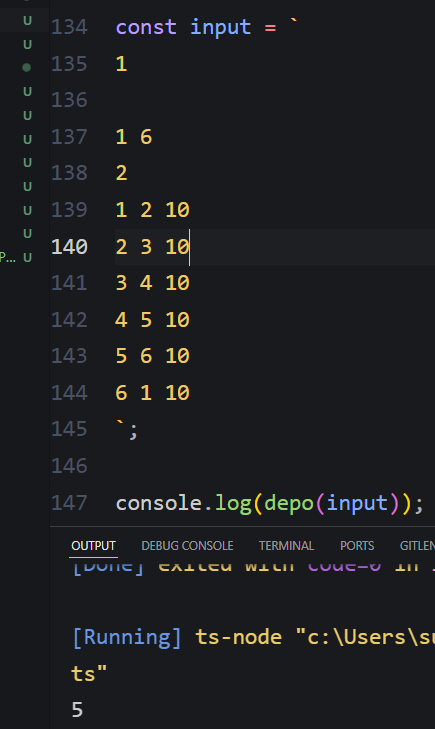 U
134 const input = `
U
135 1
136
U
U
137 1 6
U
138 2
U
139 1 2 10
U
140 2 3 10
P... U
141 3 4 10
142 4 5 10
143 5 6 10
144 6 1 10
145 `;
146
147 console.log(depo(input));
OUTPUT DEBUG CONSOLE TERMINAL PORTS GITLEN
[Done] exited with code=0 in
[Running] ts-node "c:\Users\su
ts"
5